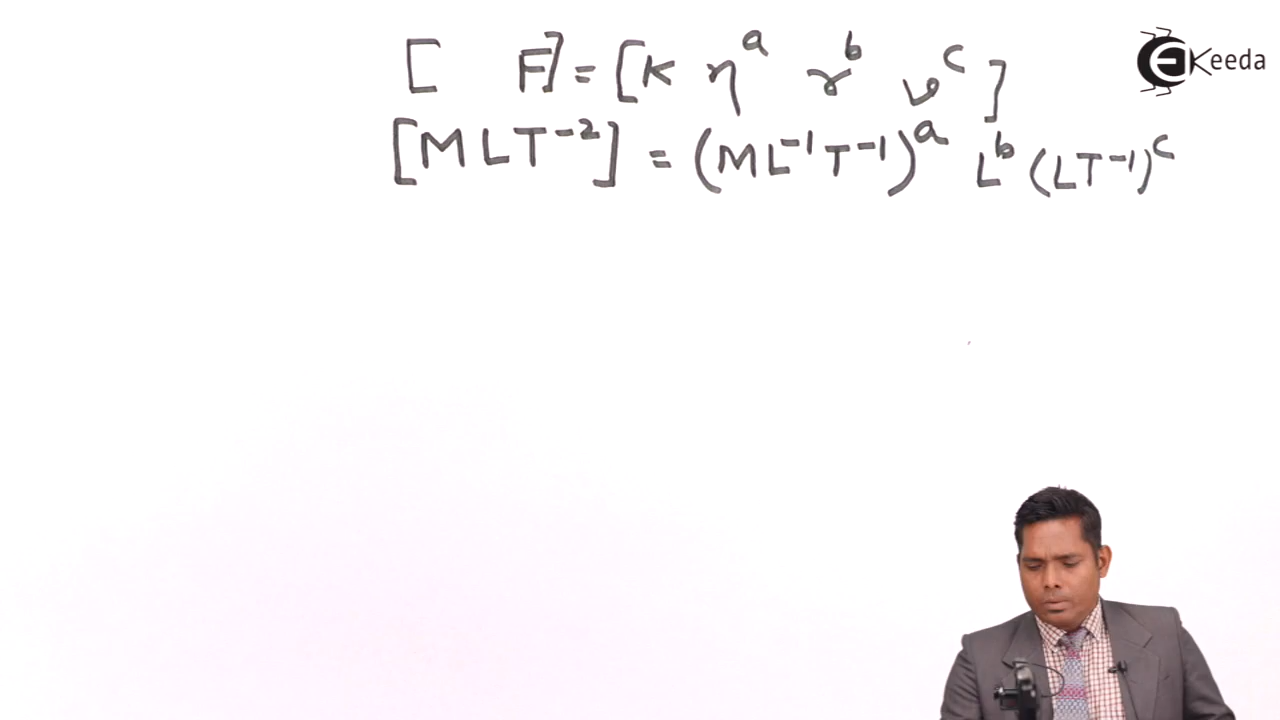 [ F] = [K η^a r^b v^c]
[MLT^-2] = (ML^-1T^-1)^a L^b (LT^-1)^c
EKeeda